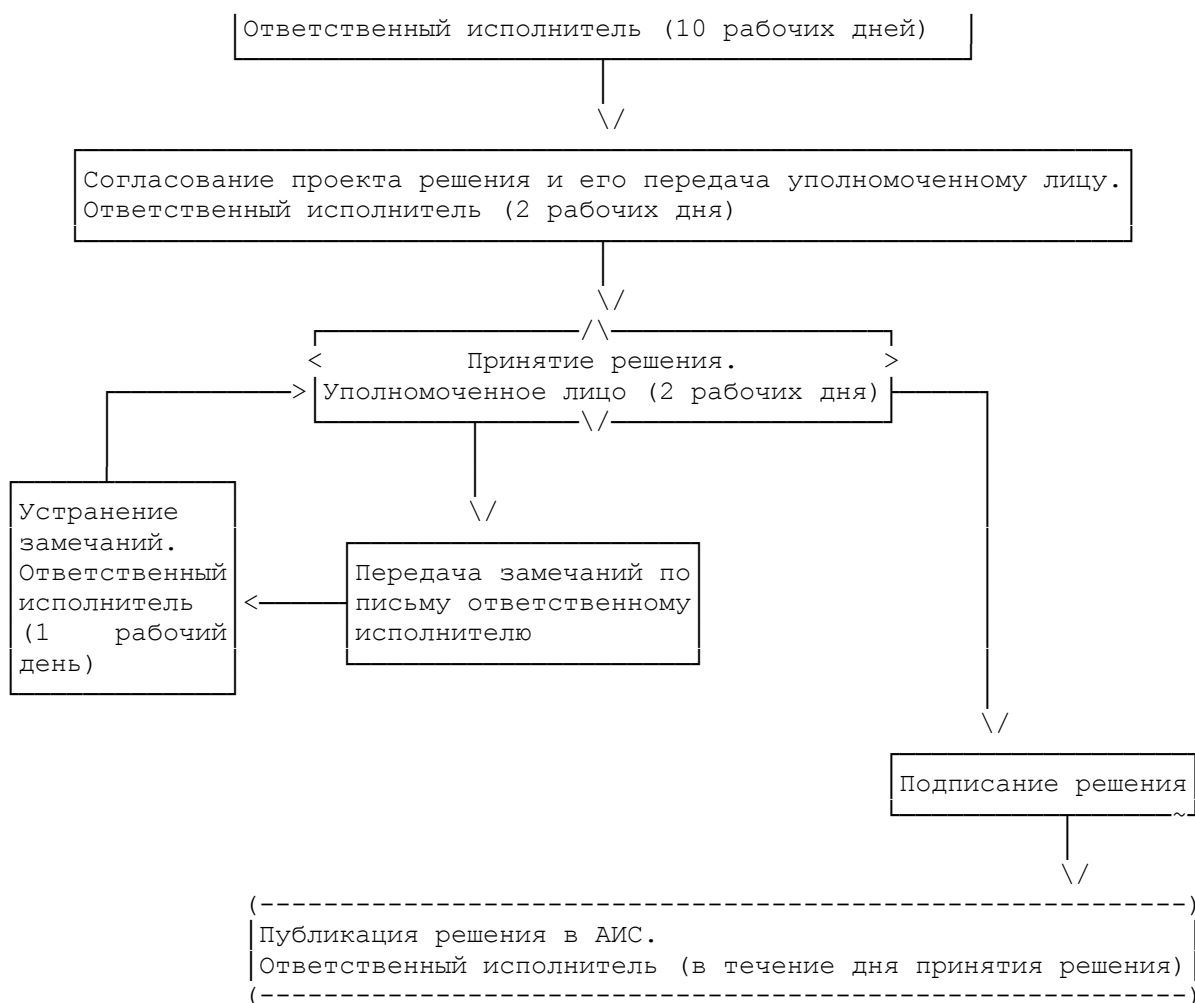 Ответственный исполнитель (10 рабочих дней)
Согласование проекта решения и его передача уполномоченному лицу.
Ответственный исполнитель (2 рабочих дня)
Принятие решения.
Уполномоченное лицо (2 рабочих дня)
Устранение
замечаний.
Ответственный
исполнитель
(1 рабочий
день)
Передача замечаний по
письму ответственному
исполнителю
Подписание решения
Публикация решения в АИС.
Ответственный исполнитель (в течение дня принятия решения)